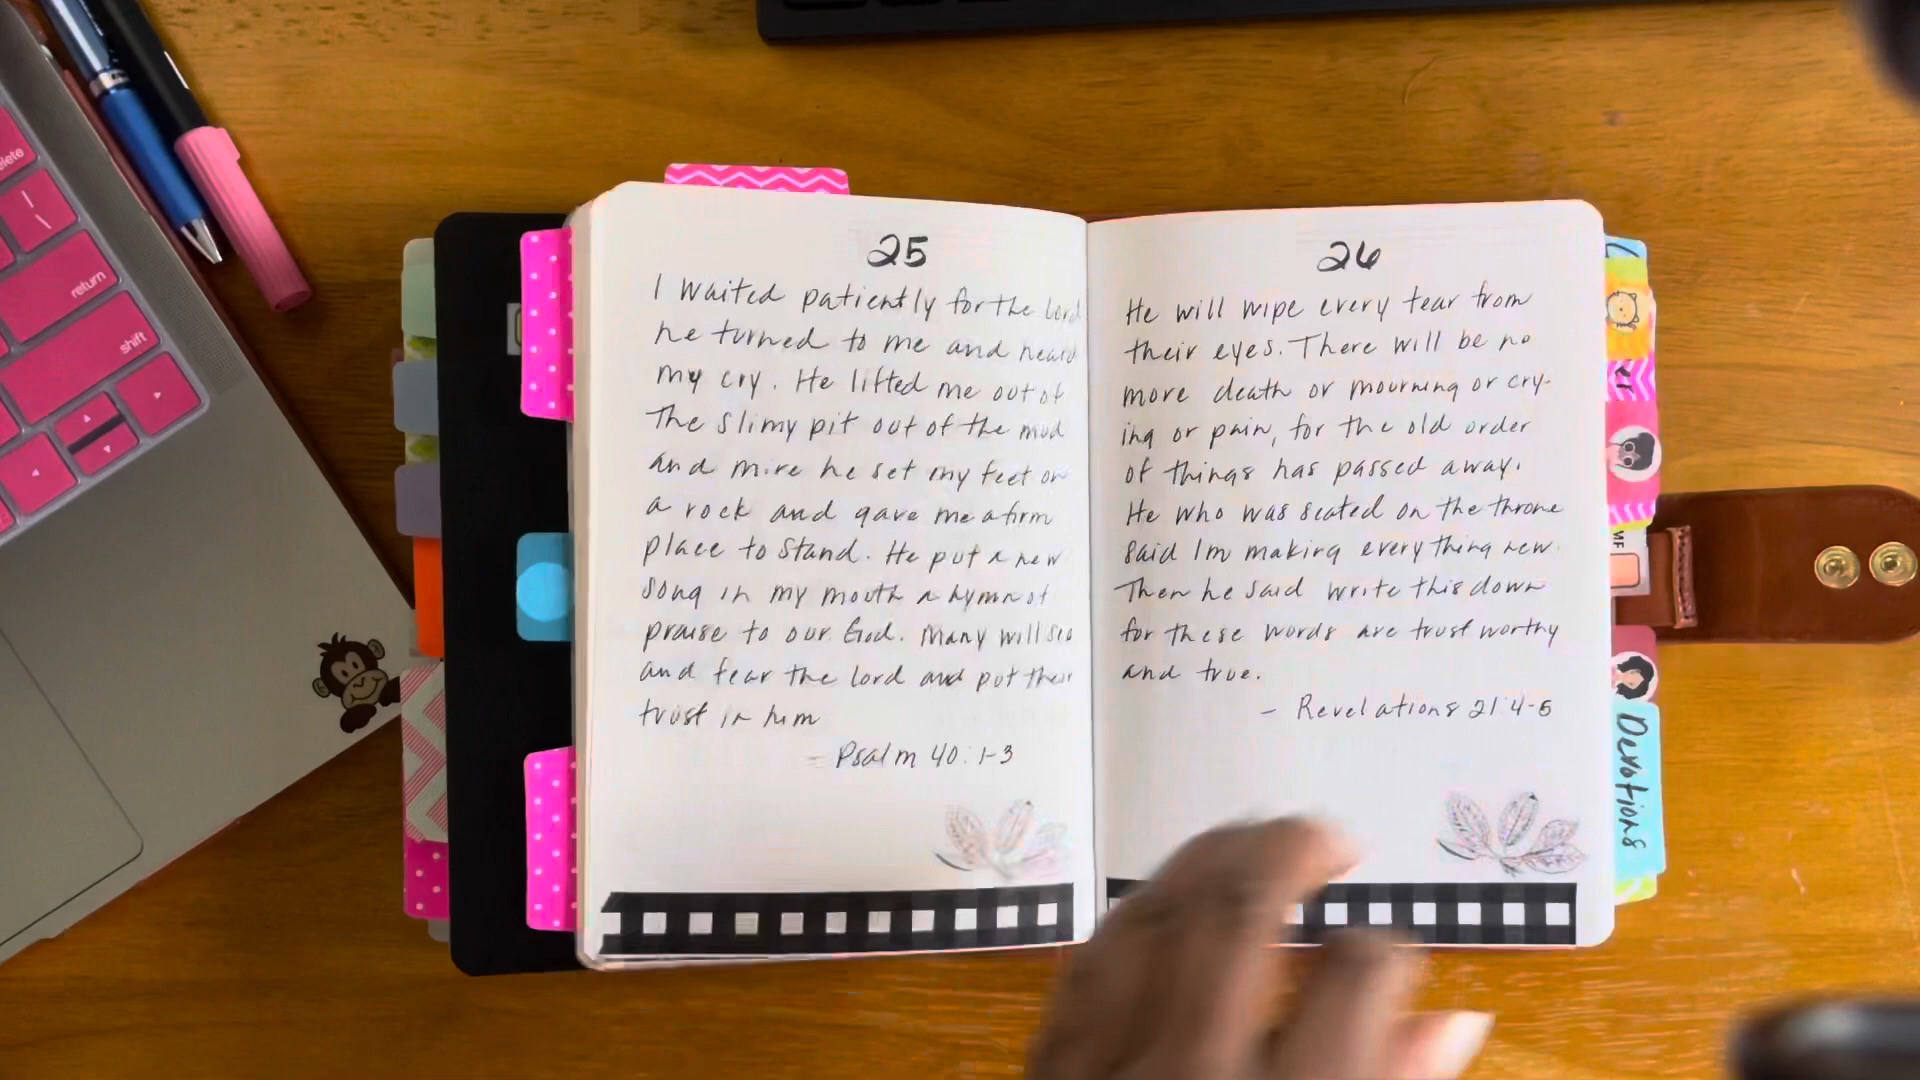 delete
return
shift
25
I waited patiently for the Lord
he turned to me and heard
my cry. He lifted me out of
The slimy pit out of the mud
and mire he set my feet on
a rock and gave me a firm
place to stand. He put a new
song in my mouth a hymn of
praise to our God. Many will see
and fear the lord and put their
trust in him
- Psalm 40:1-3
26
He will wipe every tear from
their eyes. There will be no
more death or mourning or cry-
ing or pain, for the old order
of things has passed away.
He who was seated on the throne
said Im making everything new.
Then he said write this down
for these words are trustworthy
and true.
- Revelations 21:4-5
er
MF
Devotions